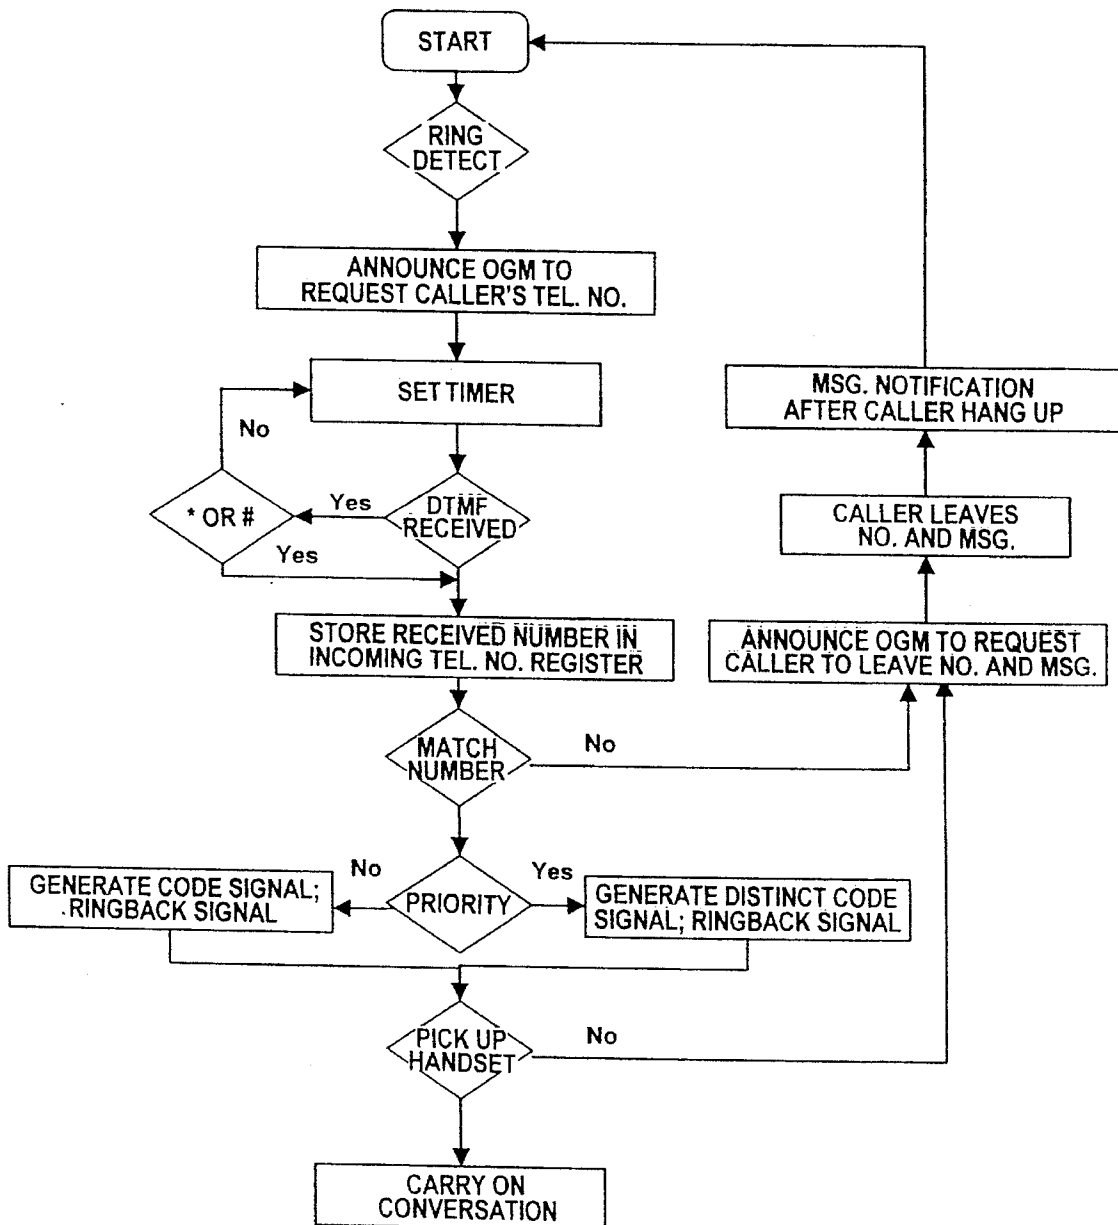 START
RING
DETECT
ANNOUNCE OGM TO
REQUEST CALLER'S TEL. NO.
SET TIMER
No
* OR #
Yes
DTMF
RECEIVED
Yes
STORE RECEIVED NUMBER IN
INCOMING TEL. NO. REGISTER
MATCH
NUMBER
No
No
PRIORITY
Yes
GENERATE CODE SIGNAL;
RINGBACK SIGNAL
GENERATE DISTINCT CODE
SIGNAL; RINGBACK SIGNAL
PICK UP
HANDSET
No
CARRY ON
CONVERSATION
MSG. NOTIFICATION
AFTER CALLER HANG UP
CALLER LEAVES
NO. AND MSG.
ANNOUNCE OGM TO REQUEST
CALLER TO LEAVE NO. AND MSG.